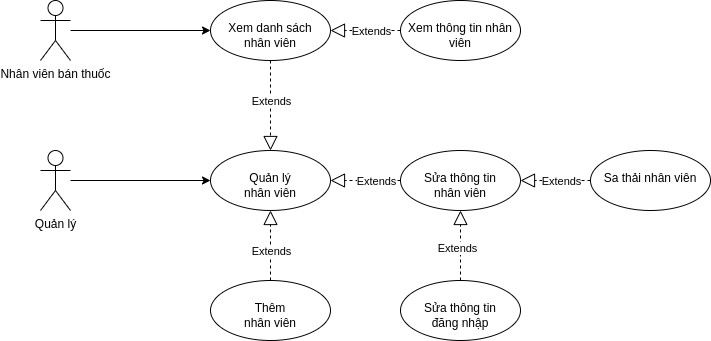 Xem danh sách
nhân viên
Extends
Xem thông tin nhân
viên
Nhân viên bán thuốc
Extends
Quản lý
nhân viên
Extends
Sửa thông tin
nhân viên
Extends
Sa thải nhân viên
Quản lý
Extends
Extends
Thêm
nhân viên
Sửa thông tin
đăng nhập